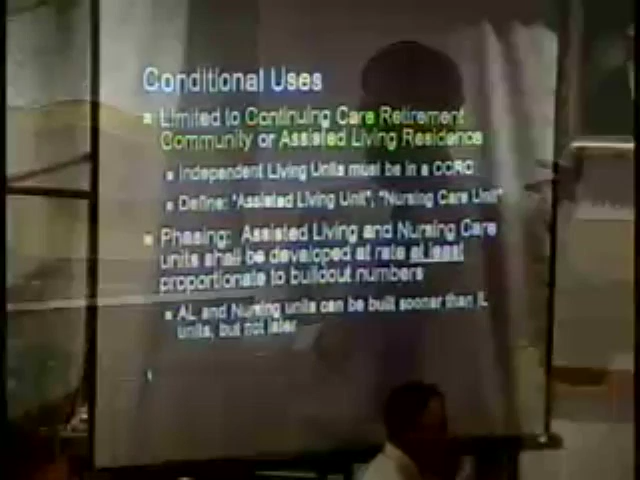 Conditional Uses
Limited to Continuing Care Retirement
Community or Assisted Living Residence
Independent Living Units must be in a CCRC
Define: "Assisted Living Unit", "Nursing Care Unit"
Phasing: Assisted Living and Nursing Care
units shall be developed at rate at least
proportionate to buildout numbers
AL and Nursing units can be built sooner than IL
units, but not later